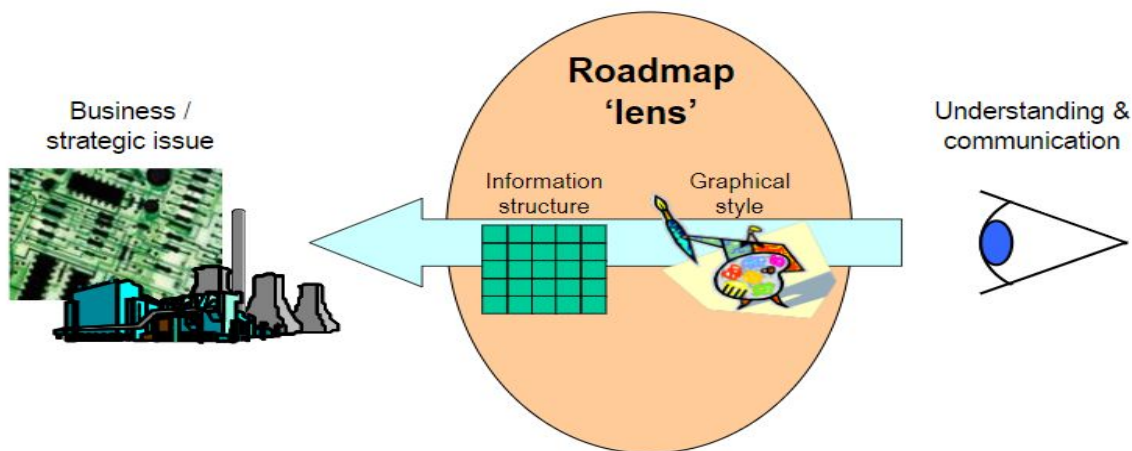 Roadmap
'lens'
Business /
strategic issue
Understanding &
communication
Information
structure
Graphical
style